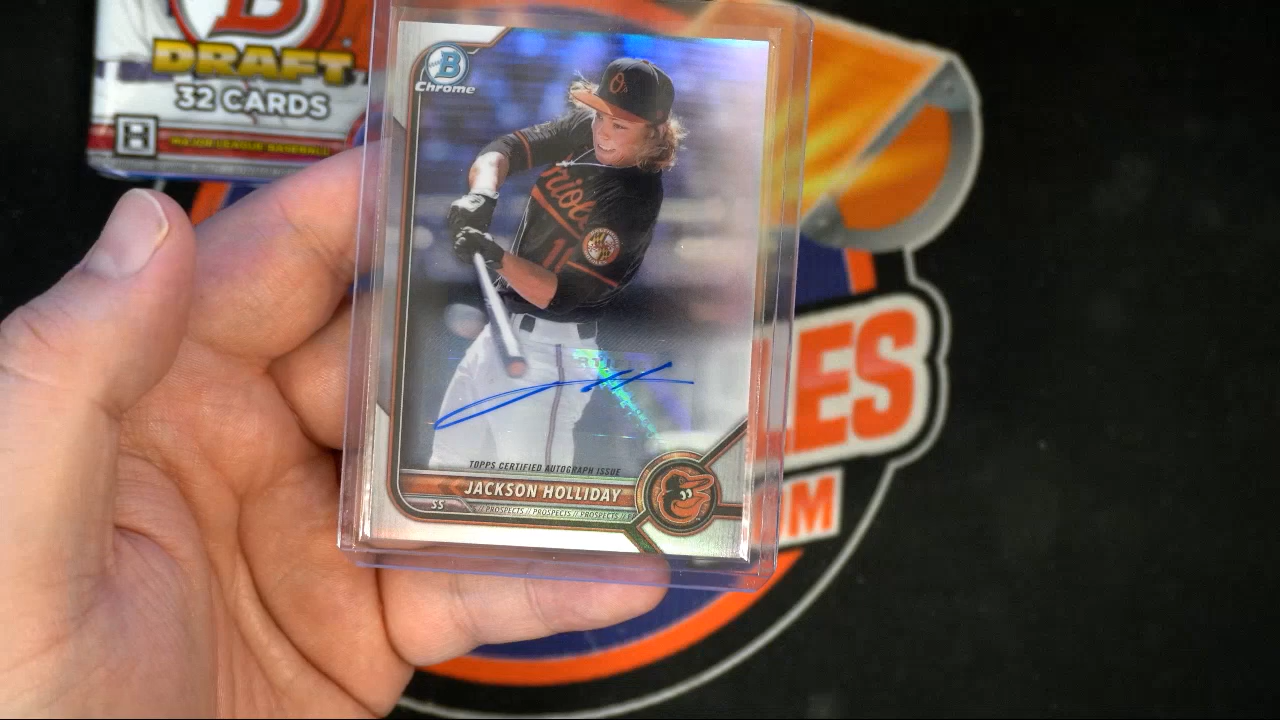 B
DRAFT
32 CARDS
H
MAJOR LEAGUE BASEBALL
B
Chrome
O's
TOPPS CERTIFIED AUTOGRAPH ISSUE
JACKSON HOLLIDAY
SS
// PROSPECTS // PROSPECTS // PROSPECTS //
LES
OM